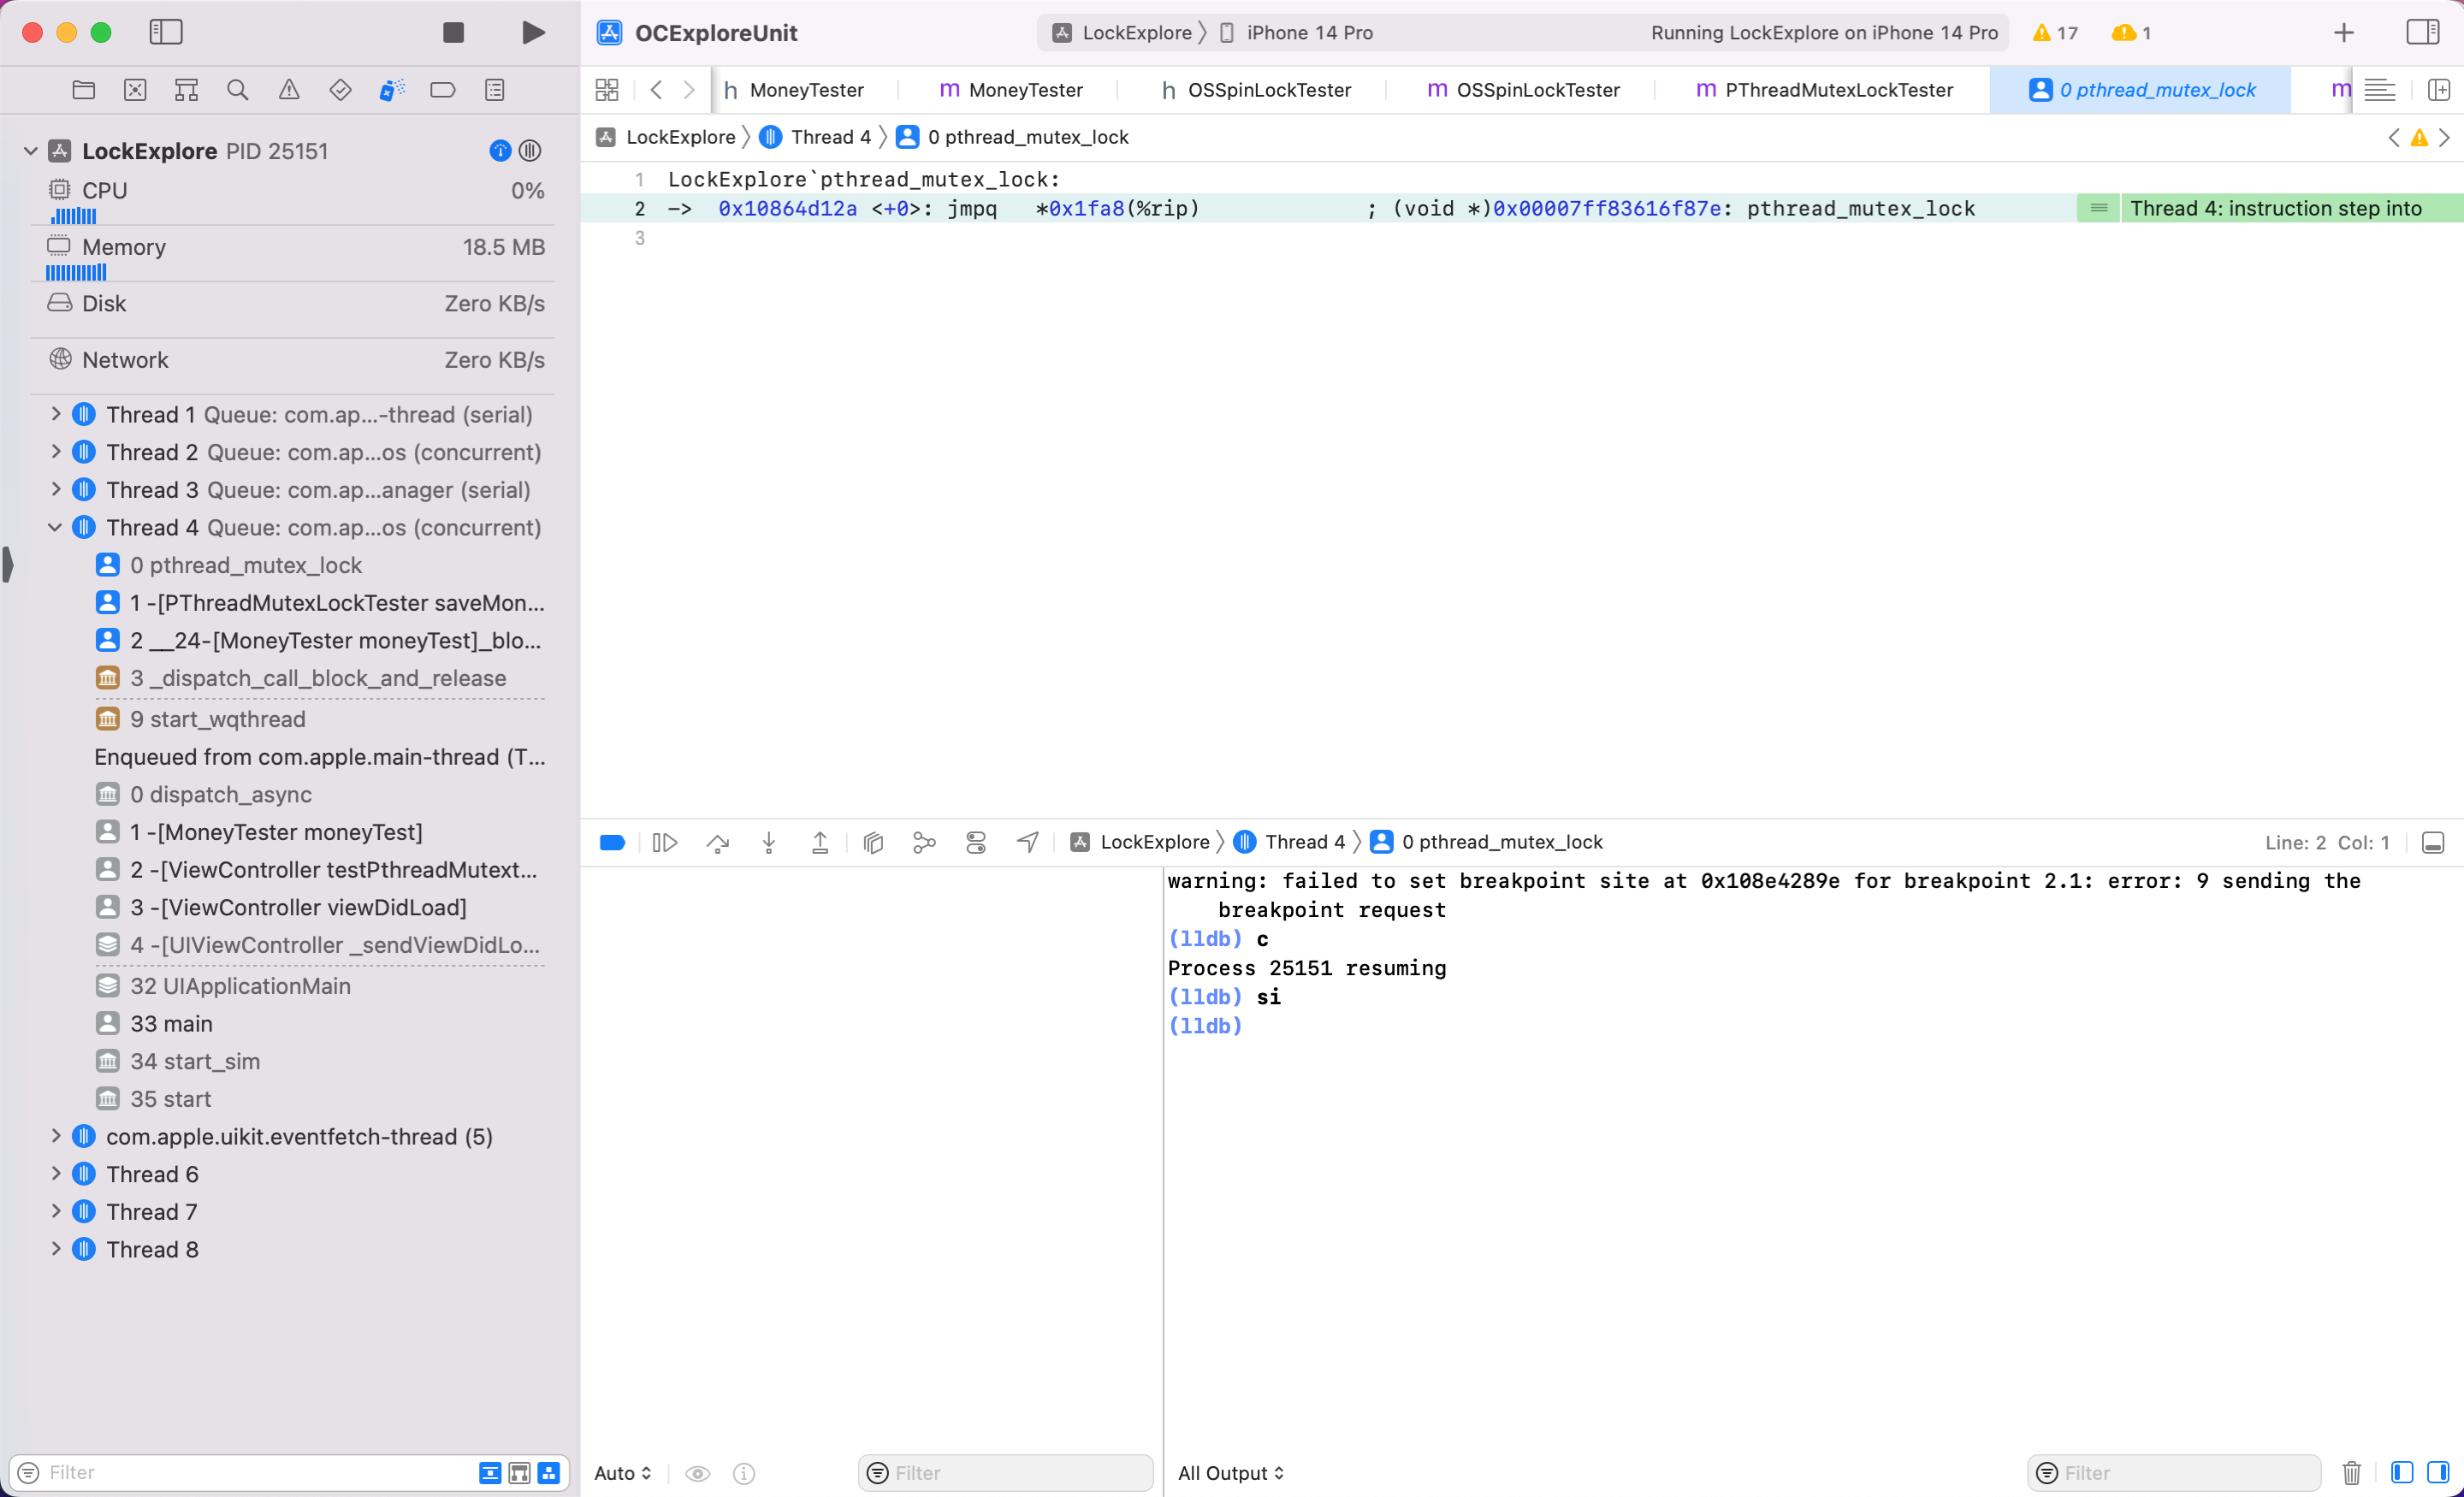 OCExploreUnit
LockExplore 〉 iPhone 14 Pro
Running LockExplore on iPhone 14 Pro
17
1
h MoneyTester
m MoneyTester
h OSSpinLockTester
m OSSpinLockTester
m PThreadMutexLockTester
0 pthread_mutex_lock
m
LockExplore 〉 Thread 4 〉 0 pthread_mutex_lock
LockExplore PID 25151
CPU 0%
Memory 18.5 MB
Disk Zero KB/s
Network Zero KB/s
Thread 1 Queue: com.ap...-thread (serial)
Thread 2 Queue: com.ap...os (concurrent)
Thread 3 Queue: com.ap...anager (serial)
Thread 4 Queue: com.ap...os (concurrent)
0 pthread_mutex_lock
1 -[PThreadMutexLockTester saveMon...
2 __24-[MoneyTester moneyTest]_blo...
3 _dispatch_call_block_and_release
9 start_wqthread
Enqueued from com.apple.main-thread (T...
0 dispatch_async
1 -[MoneyTester moneyTest]
2 -[ViewController testPthreadMutext...
3 -[ViewController viewDidLoad]
4 -[UIViewController _sendViewDidLo...
32 UIApplicationMain
33 main
34 start_sim
35 start
com.apple.uikit.eventfetch-thread (5)
Thread 6
Thread 7
Thread 8
Filter
1 LockExplore`pthread_mutex_lock:
2 -> 0x10864d12a <+0>: jmpq *0x1fa8(%rip) ; (void *)0x00007ff83616f87e: pthread_mutex_lock
Thread 4: instruction step into
3
LockExplore 〉 Thread 4 〉 0 pthread_mutex_lock
Line: 2 Col: 1
warning: failed to set breakpoint site at 0x108e4289e for breakpoint 2.1: error: 9 sending the
breakpoint request
(lldb) c
Process 25151 resuming
(lldb) si
(lldb)
Auto
Filter
All Output
Filter